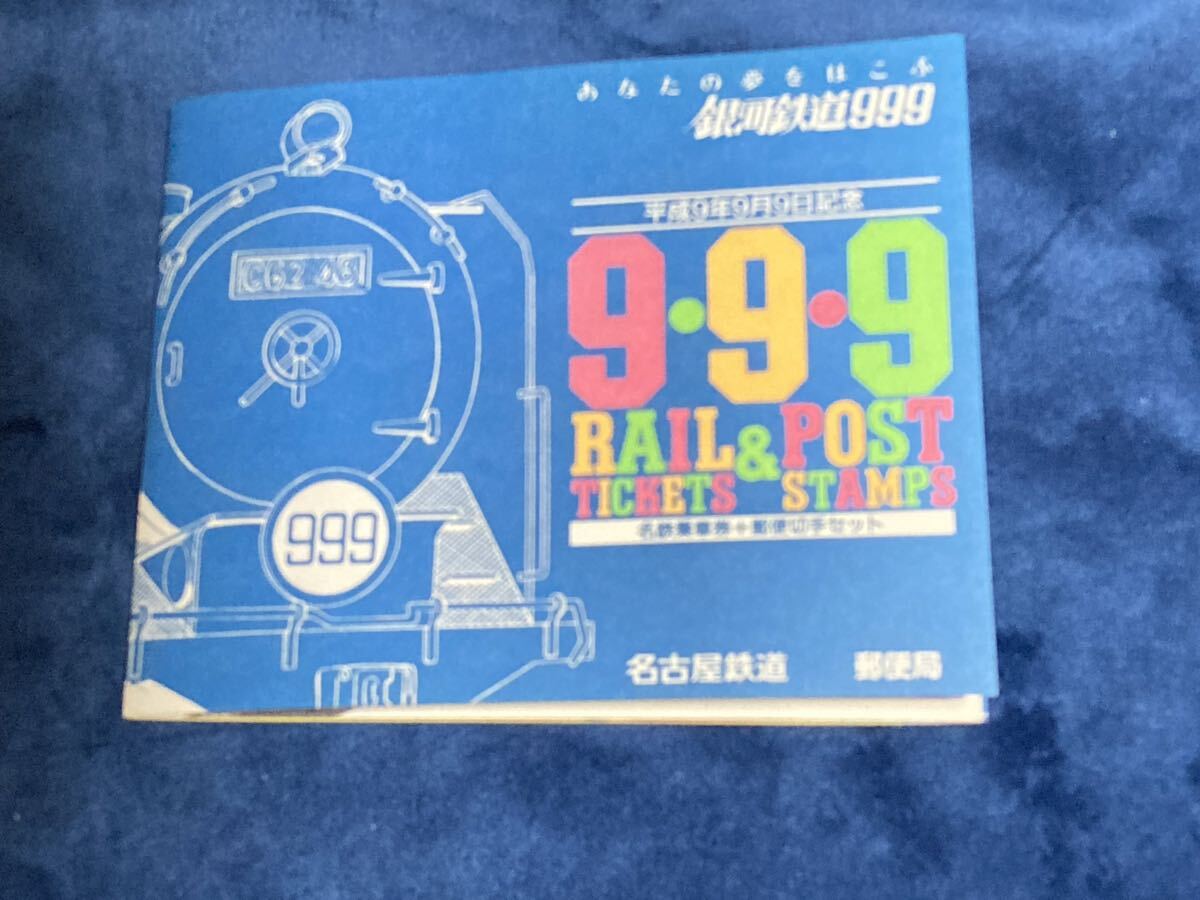 あなたの夢をはこぶ
銀河鉄道999
平成9年9月9日記念
9・9・9
RAIL & POST
TICKETS STAMPS
名鉄乗車券+郵便切手セット
C62 48
999
名古屋鉄道 郵便局